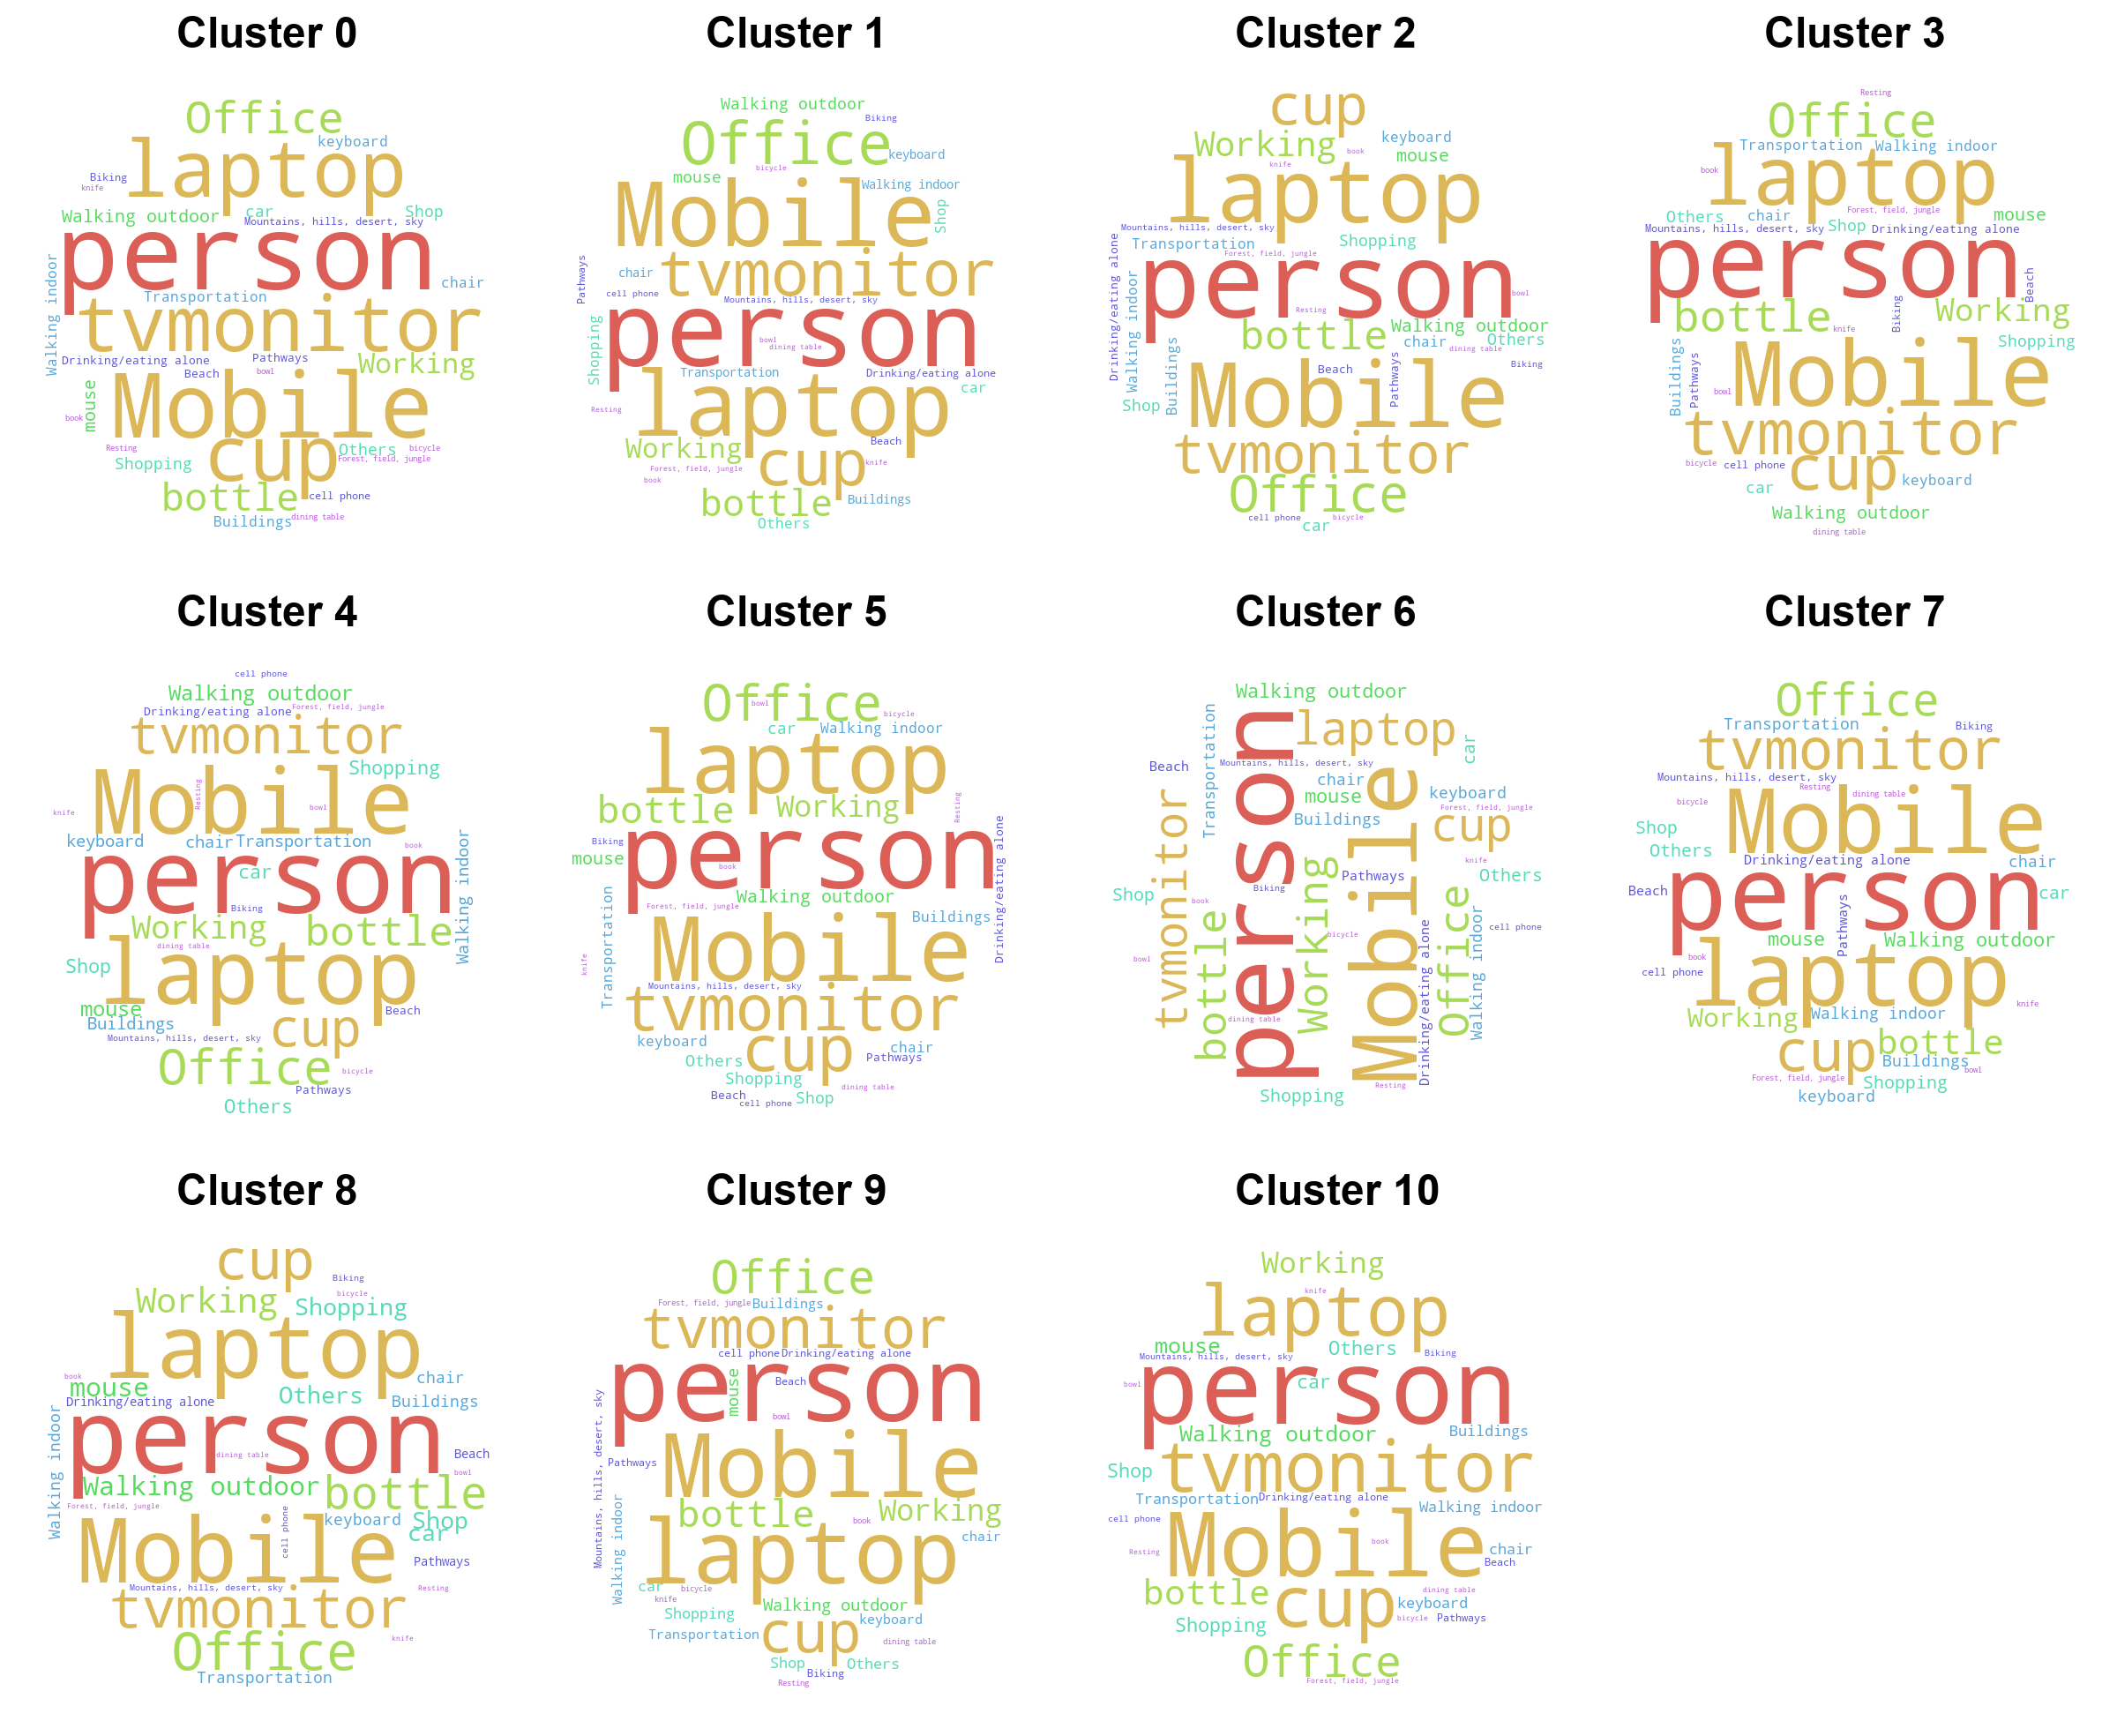 Cluster 0
Office
keyboard
laptop
Biking
knife
Walking outdoor
car
Shop
Mountains, hills, desert, sky
person
Walking indoor
chair
Transportation
tvmonitor
Drinking/eating alone
Pathways
Working
Beach
bowl
mouse
Mobile
book
cup
Resting
Others
bicycle
Forest, field, jungle
Shopping
bottle
cell phone
Buildings
dining table
Cluster 1
Walking outdoor
Biking
Office
keyboard
bicycle
mouse
Walking indoor
Mobile
Shop
Pathways
chair
tvmonitor
cell phone
Mountains, hills, desert, sky
person
Shopping
bowl
dining table
Transportation
Drinking/eating alone
laptop
car
Resting
Working
Beach
cup
knife
Forest, field, jungle
book
bottle
Buildings
Others
Cluster 2
cup
Working
keyboard
book
mouse
knife
laptop
Mountains, hills, desert, sky
Transportation
Shopping
Forest, field, jungle
Drinking/eating alone
Walking indoor
person
bowl
Resting
bottle
Walking outdoor
chair
Others
dining table
Buildings
Mobile
Beach
Pathways
Biking
Shop
tvmonitor
Office
cell phone
bicycle
car
Cluster 3
Resting
Office
Transportation
Walking indoor
book
laptop
Others
chair
Forest, field, jungle
Shop
mouse
Mountains, hills, desert, sky
Drinking/eating alone
person
Beach
bottle
Biking
Working
knife
Shopping
Buildings
Pathways
Mobile
bowl
tvmonitor
bicycle
cell phone
cup
keyboard
car
Walking outdoor
dining table
Cluster 4
cell phone
Walking outdoor
Drinking/eating alone
Forest, field, jungle
tvmonitor
Shopping
Mobile
Resting
bowl
knife
keyboard
chair
Transportation
book
person
car
Walking indoor
Biking
Working
bottle
dining table
Shop
laptop
mouse
Buildings
cup
Beach
Mountains, hills, desert, sky
Office
bicycle
Pathways
Others
Cluster 5
Office
bowl
bicycle
car
Walking indoor
laptop
bottle
Working
Resting
Biking
person
mouse
book
Drinking/eating alone
Walking outdoor
Forest, field, jungle
Transportation
Mobile
Buildings
knife
Mountains, hills, desert, sky
tvmonitor
keyboard
cup
chair
Others
Pathways
Shopping
dining table
Beach
cell phone
Shop
Cluster 6
Walking outdoor
Transportation
person
laptop
car
Beach
Mountains, hills, desert, sky
chair
tvmonitor
mouse
Mobile
keyboard
Forest, field, jungle
Buildings
cup
knife
Working
Pathways
Others
Shop
Biking
book
bottle
Office
Walking indoor
cell phone
bicycle
Drinking/eating alone
bowl
dining table
Resting
Shopping
Cluster 7
Office
Transportation
Biking
tvmonitor
Mountains, hills, desert, sky
Resting
dining table
bicycle
Mobile
Shop
Others
Drinking/eating alone
chair
Beach
person
car
Pathways
mouse
Walking outdoor
book
cell phone
laptop
knife
Working
Walking indoor
bottle
cup
Buildings
bowl
Forest, field, jungle
Shopping
keyboard
Cluster 8
cup
Biking
bicycle
Working
Shopping
laptop
book
chair
mouse
Others
Drinking/eating alone
Buildings
Walking indoor
person
Beach
dining table
bowl
Walking outdoor
bottle
Forest, field, jungle
cell phone
keyboard
Shop
car
Mobile
Pathways
Mountains, hills, desert, sky
Resting
tvmonitor
Office
knife
Transportation
Cluster 9
Office
Forest, field, jungle
Buildings
tvmonitor
cell phone
Drinking/eating alone
person
mouse
Beach
Mountains, hills, desert, sky
bowl
Mobile
Pathways
Walking indoor
bottle
Working
book
laptop
chair
car
bicycle
knife
Shopping
Walking outdoor
cup
keyboard
Transportation
dining table
Shop
Others
Biking
Resting
Cluster 10
Working
knife
laptop
mouse
Others
Mountains, hills, desert, sky
Biking
person
car
bowl
Walking outdoor
Buildings
tvmonitor
Shop
Transportation
Drinking/eating alone
Walking indoor
cell phone
Mobile
book
chair
Resting
Beach
bottle
cup
dining table
keyboard
bicycle
Pathways
Shopping
Office
Forest, field, jungle